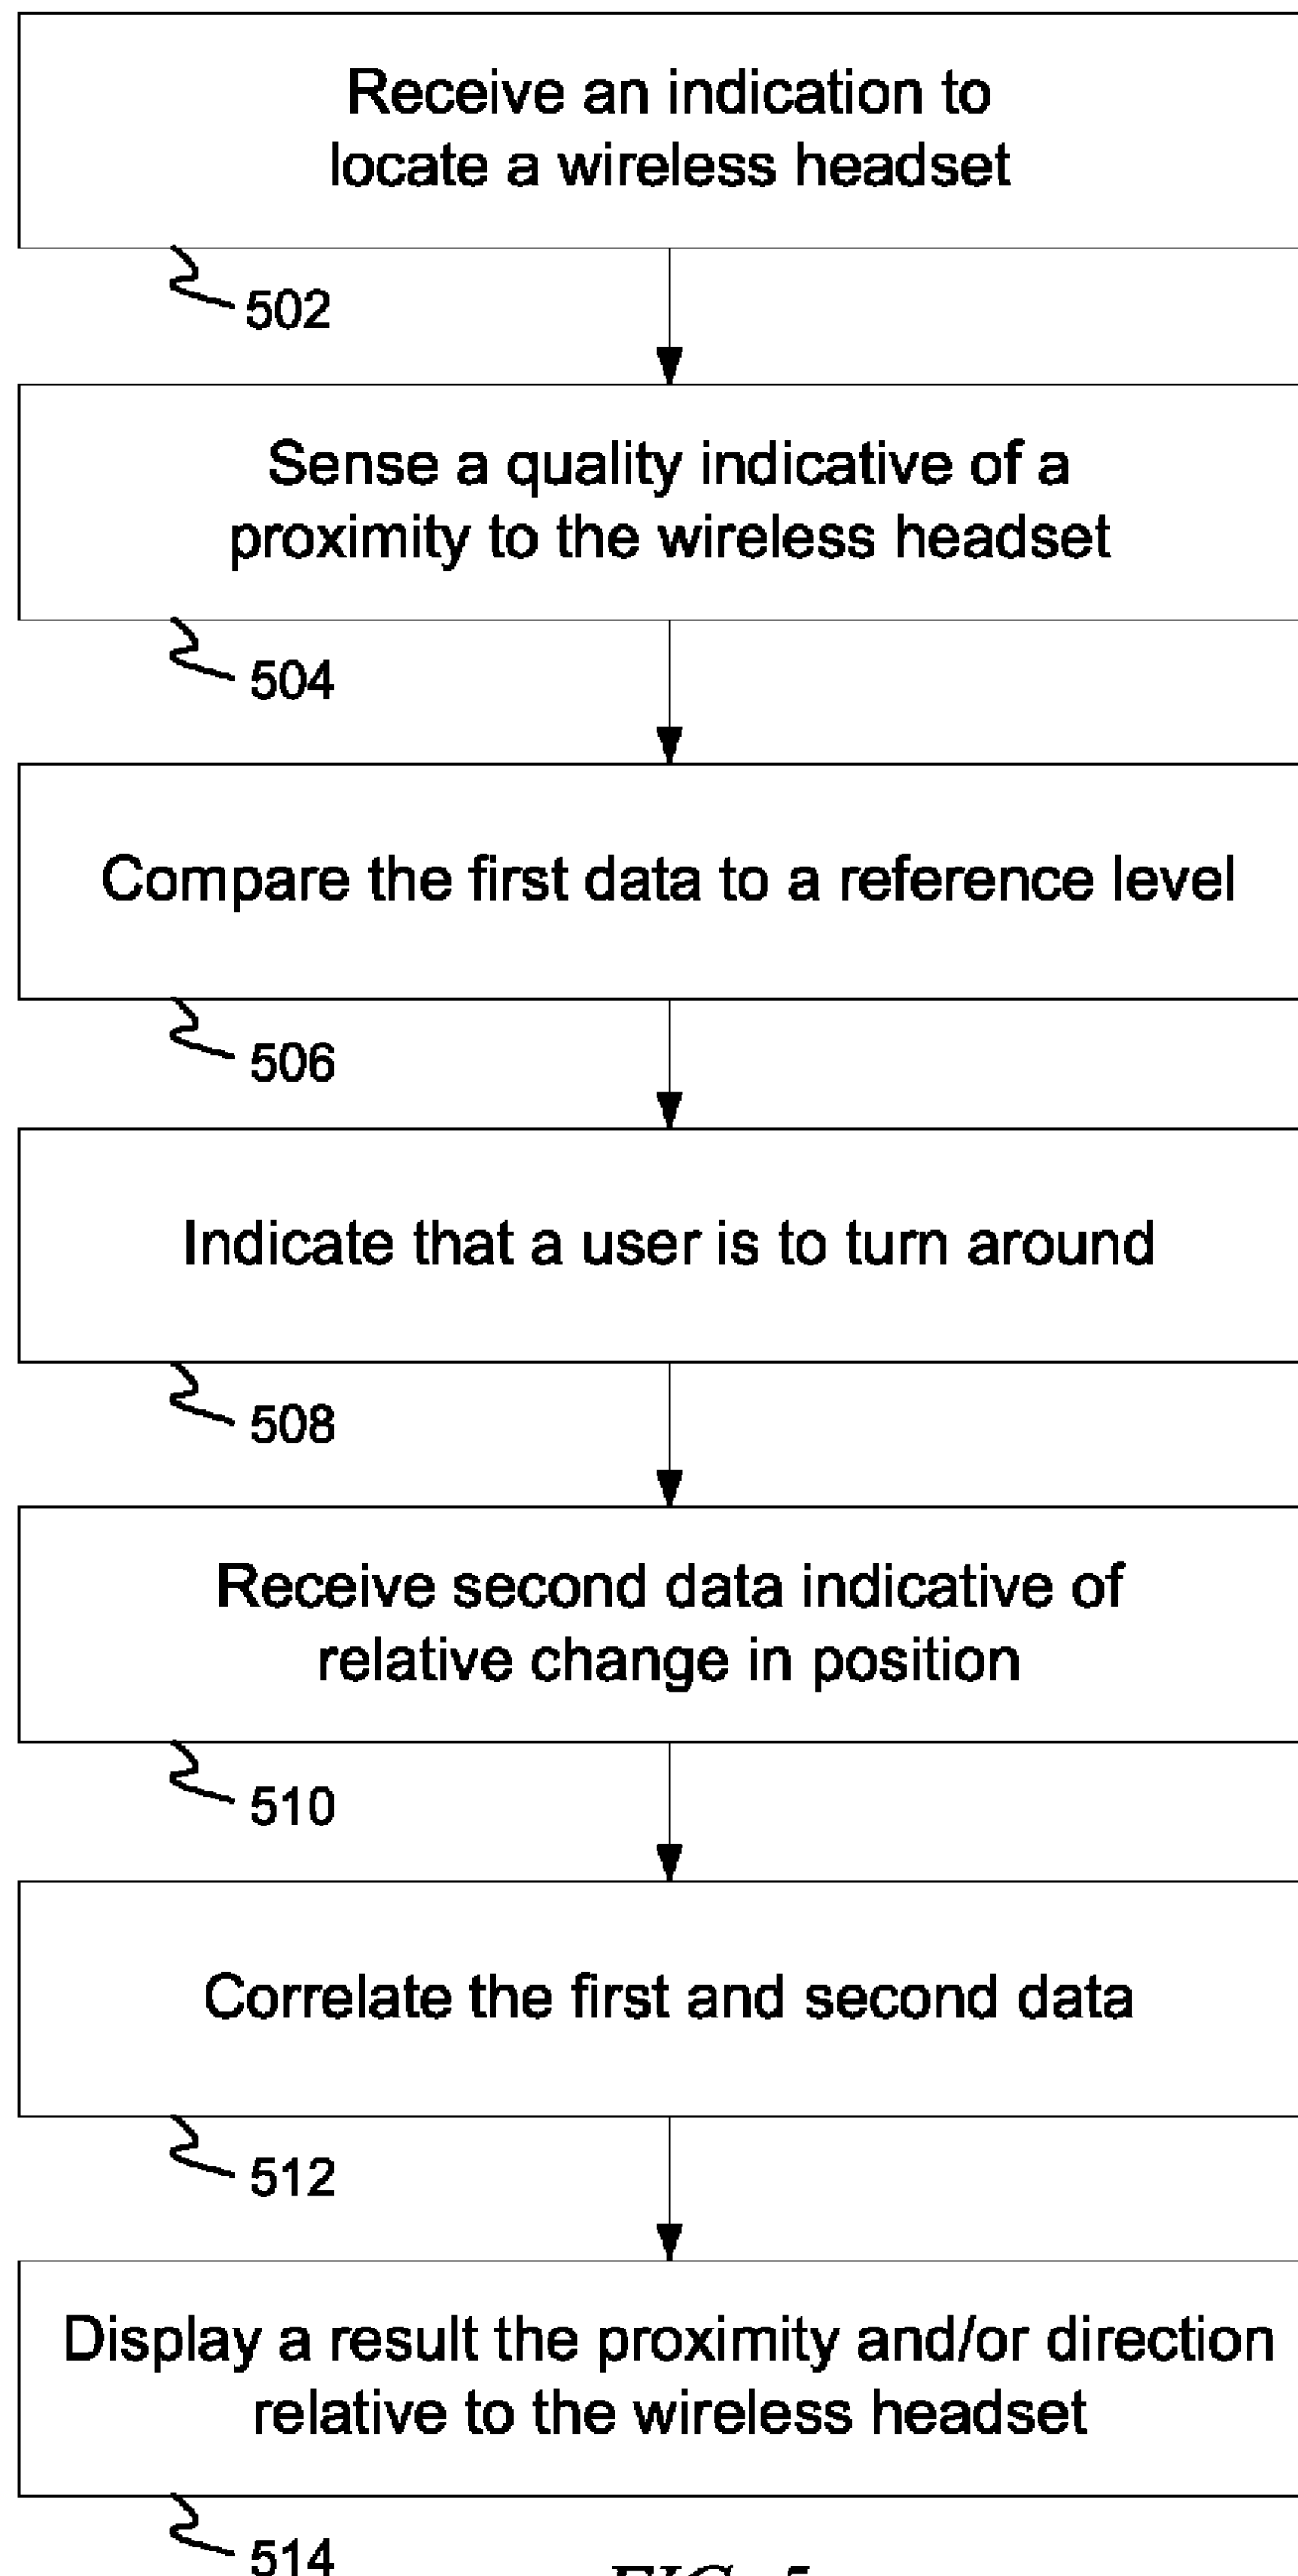 Receive an indication to
locate a wireless headset
502
Sense a quality indicative of a
proximity to the wireless headset
504
Compare the first data to a reference level
506
Indicate that a user is to turn around
508
Receive second data indicative of
relative change in position
510
Correlate the first and second data
512
Display a result the proximity and/or direction
relative to the wireless headset
514
FIG. 5